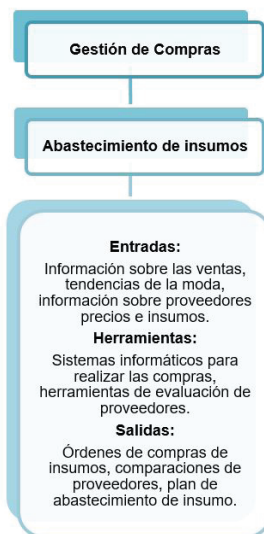 Gestión de Compras
Abastecimiento de insumos
Entradas:
Información sobre las ventas,
tendencias de la moda,
información sobre proveedores
precios e insumos.
Herramientas:
Sistemas informáticos para
realizar las compras,
herramientas de evaluación de
proveedores.
Salidas:
Órdenes de compras de
insumos, comparaciones de
proveedores, plan de
abastecimiento de insumo.